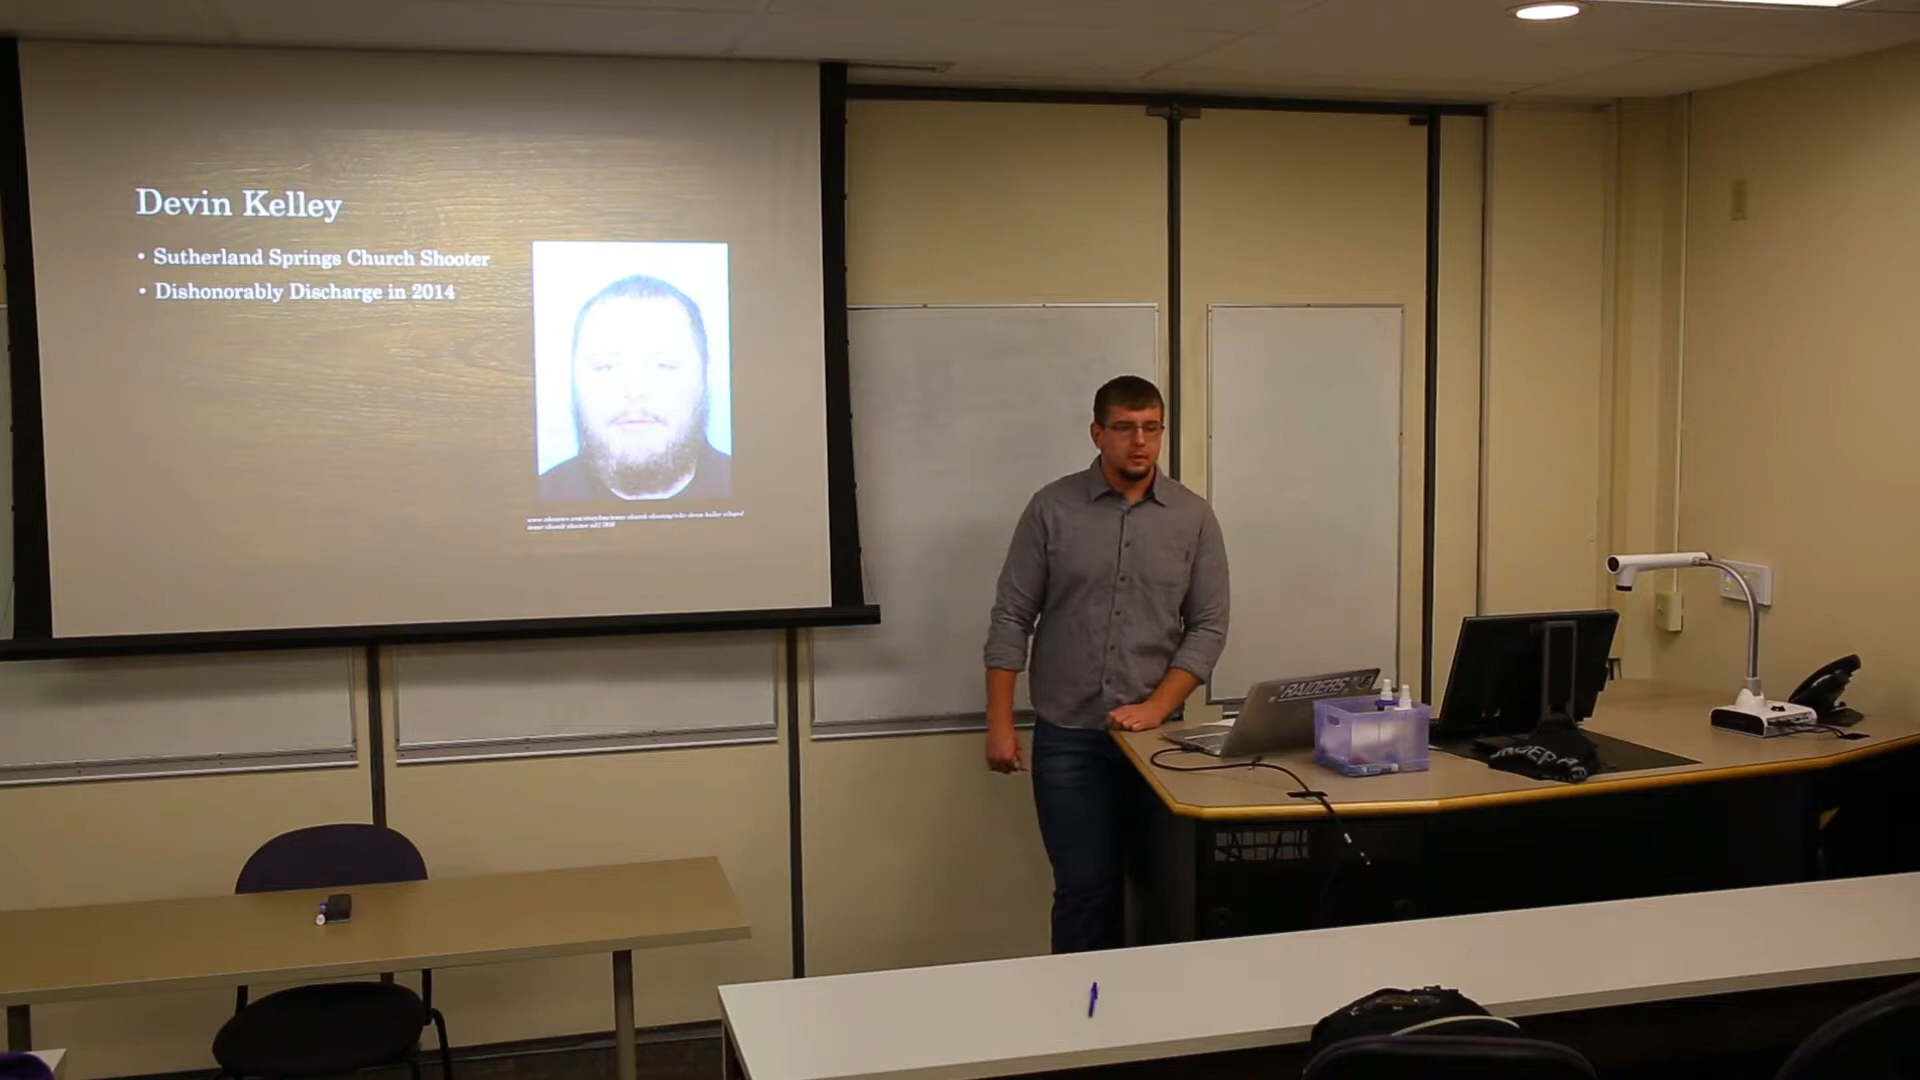 Devin Kelley
• Sutherland Springs Church Shooter
• Dishonorably Discharge in 2014
RAIDERS